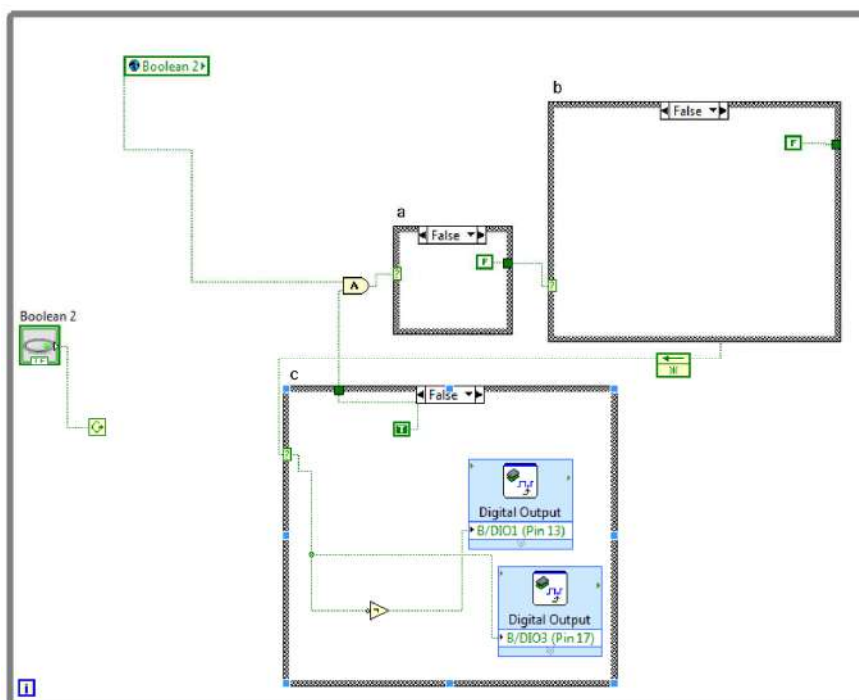 Boolean 2
b
False
F
a
False
F
A
Boolean 2
TF
c
False
T
Digital Output
B/DIO1 (Pin 13)
Digital Output
B/DIO3 (Pin 17)
i